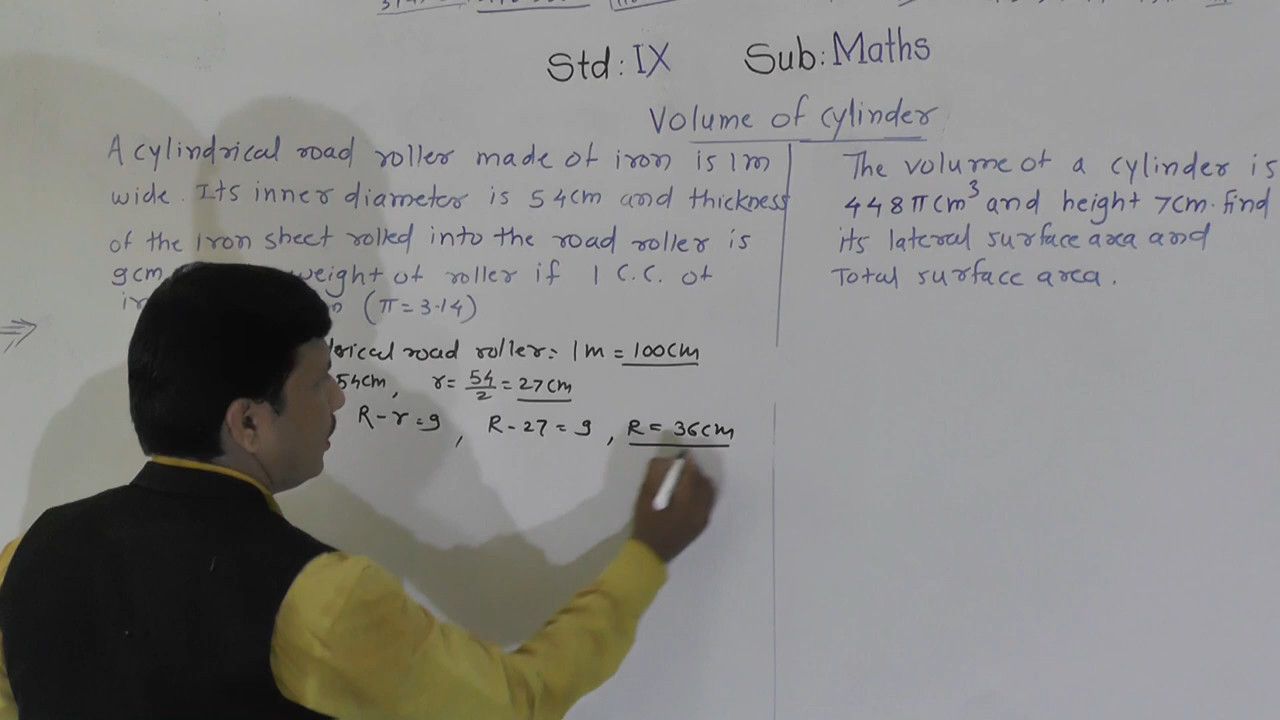 Std: IX Sub: Maths
Volume of cylinder
A cylindrical road roller made of iron is 1m
wide. Its inner diameter is 54cm and thickness
of the iron sheet rolled into the road roller is
9cm weight of roller if 1 C.C. of
(π = 3.14)
road roller: 1m = 100cm
54cm, r = 54/2 = 27cm
R - r = 9, R - 27 = 9, R = 36cm
The volume of a cylinder is
448πcm³ and height 7cm. find
its lateral surface area and
Total surface area.